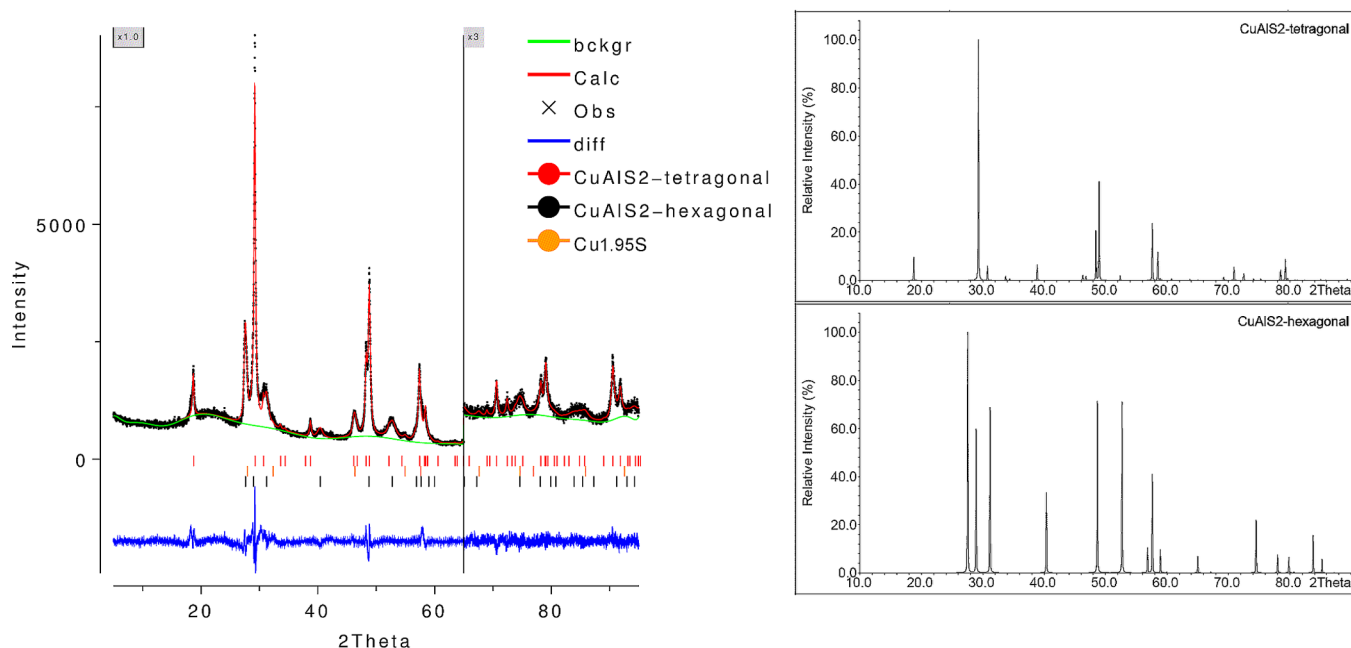 x1.0
x3
bckgr
Calc
Obs
diff
CuAlS2-tetragonal
CuAlS2-hexagonal
Cu1.95S
Intensity
5000
0
20 40 60 80
2Theta
CuAlS2-tetragonal
Relative Intensity (%)
100.0
80.0
60.0
40.0
20.0
0.0
10.0 20.0 30.0 40.0 50.0 60.0 70.0 80.0
2Theta
CuAlS2-hexagonal
Relative Intensity (%)
100.0
80.0
60.0
40.0
20.0
0.0
10.0 20.0 30.0 40.0 50.0 60.0 70.0 80.0
2Theta